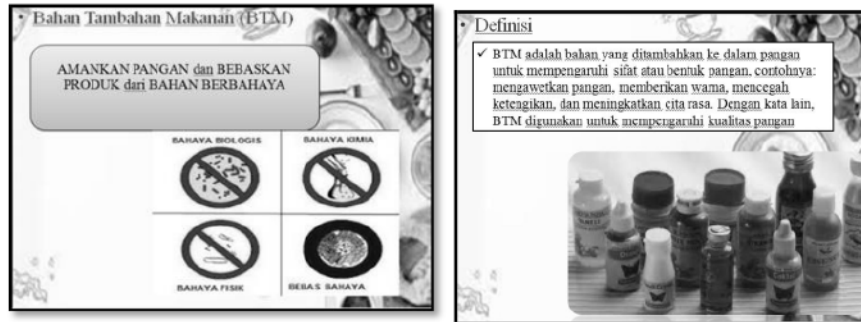 • Bahan Tambahan Makanan (BTM)
AMANKAN PANGAN dan BEBASKAN
PRODUK dari BAHAN BERBAHAYA
BAHAYA BIOLOGIS
BAHAYA KIMIA
BAHAYA FISIK
BEBAS BAHAYA
• Definisi
✓ BTM adalah bahan yang ditambahkan ke dalam pangan
untuk mempengaruhi sifat atau bentuk pangan, contohnya:
mengawetkan pangan, memberikan warna, mencegah
ketengikan, dan meningkatkan cita rasa. Dengan kata lain,
BTM digunakan untuk mempengaruhi kualitas pangan